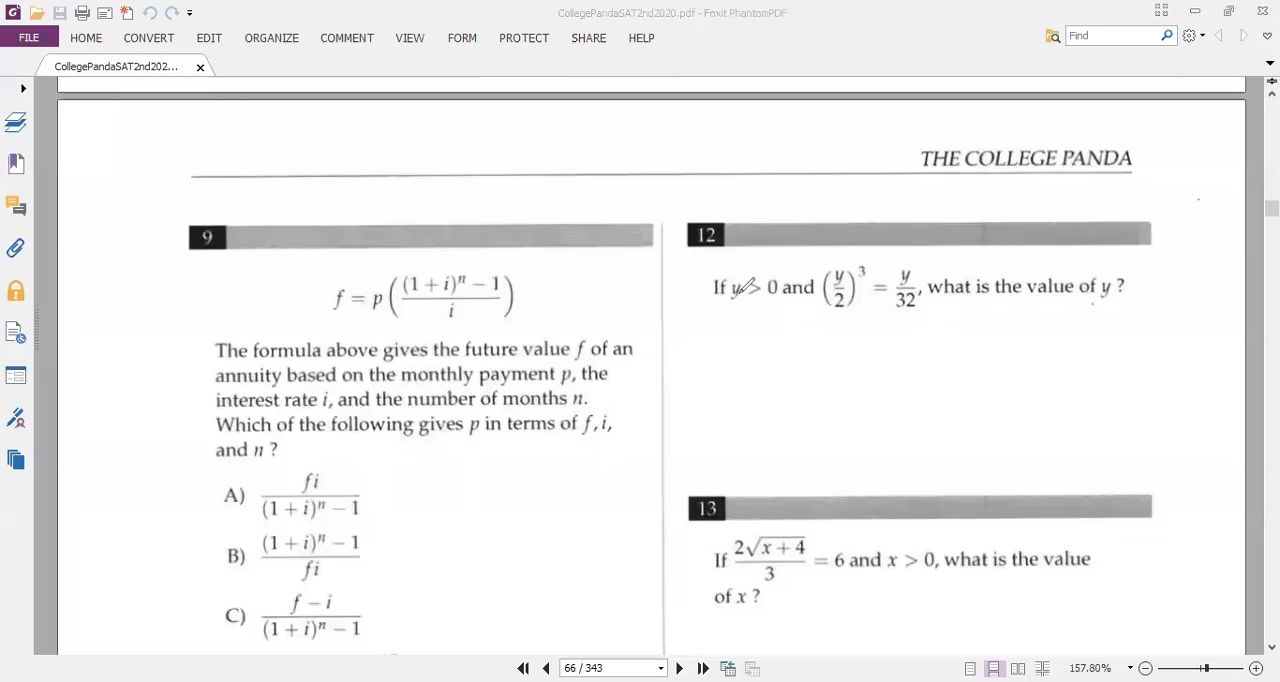 CollegePandaSAT2nd2020.pdf - Foxit PhantomPDF
FILE HOME CONVERT EDIT ORGANIZE COMMENT VIEW FORM PROTECT SHARE HELP
Find
CollegePandaSAT2nd202...
THE COLLEGE PANDA
9
f = p ( ((1 + i)ⁿ − 1) / i )
The formula above gives the future value f of an
annuity based on the monthly payment p, the
interest rate i, and the number of months n.
Which of the following gives p in terms of f, i,
and n ?
A) fi / ((1 + i)ⁿ − 1)
B) ((1 + i)ⁿ − 1) / fi
C) (f − i) / ((1 + i)ⁿ − 1)
12
If y > 0 and (y/2)³ = y/32, what is the value of y ?
13
If 2√(x + 4) / 3 = 6 and x > 0, what is the value
of x ?
66 / 343
157.80%